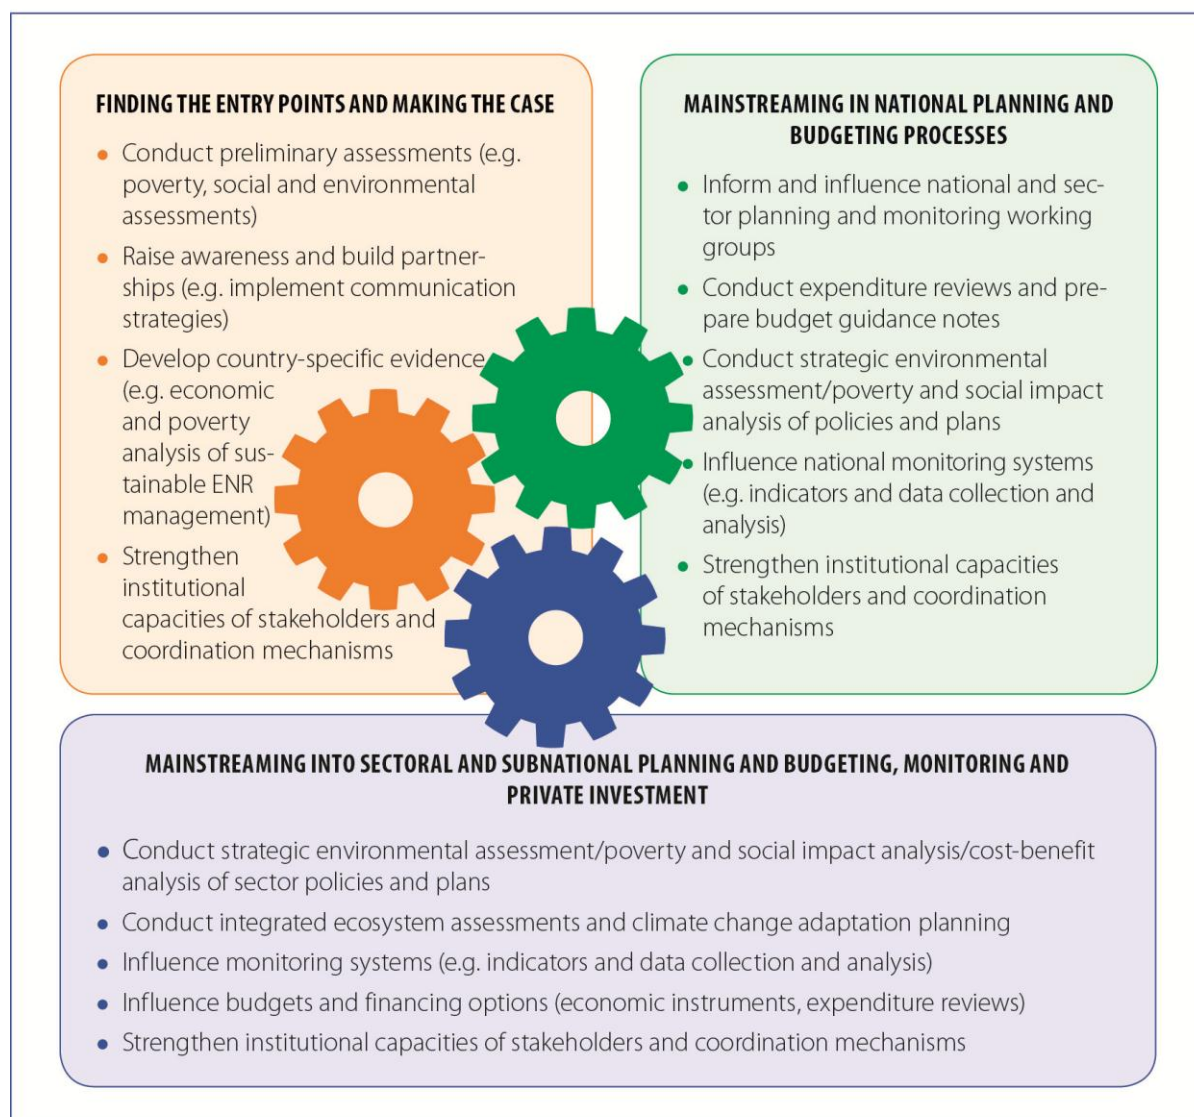 FINDING THE ENTRY POINTS AND MAKING THE CASE
● Conduct preliminary assessments (e.g.
poverty, social and environmental
assessments)
● Raise awareness and build partner-
ships (e.g. implement communication
strategies)
● Develop country-specific evidence
(e.g. economic
and poverty
analysis of sus-
tainable ENR
management)
● Strengthen
institutional
capacities of stakeholders and
coordination mechanisms
MAINSTREAMING IN NATIONAL PLANNING AND
BUDGETING PROCESSES
● Inform and influence national and sec-
tor planning and monitoring working
groups
● Conduct expenditure reviews and pre-
pare budget guidance notes
● Conduct strategic environmental
assessment/poverty and social impact
analysis of policies and plans
● Influence national monitoring systems
(e.g. indicators and data collection and
analysis)
● Strengthen institutional capacities
of stakeholders and coordination
mechanisms
MAINSTREAMING INTO SECTORAL AND SUBNATIONAL PLANNING AND BUDGETING, MONITORING AND
PRIVATE INVESTMENT
● Conduct strategic environmental assessment/poverty and social impact analysis/cost-benefit
analysis of sector policies and plans
● Conduct integrated ecosystem assessments and climate change adaptation planning
● Influence monitoring systems (e.g. indicators and data collection and analysis)
● Influence budgets and financing options (economic instruments, expenditure reviews)
● Strengthen institutional capacities of stakeholders and coordination mechanisms